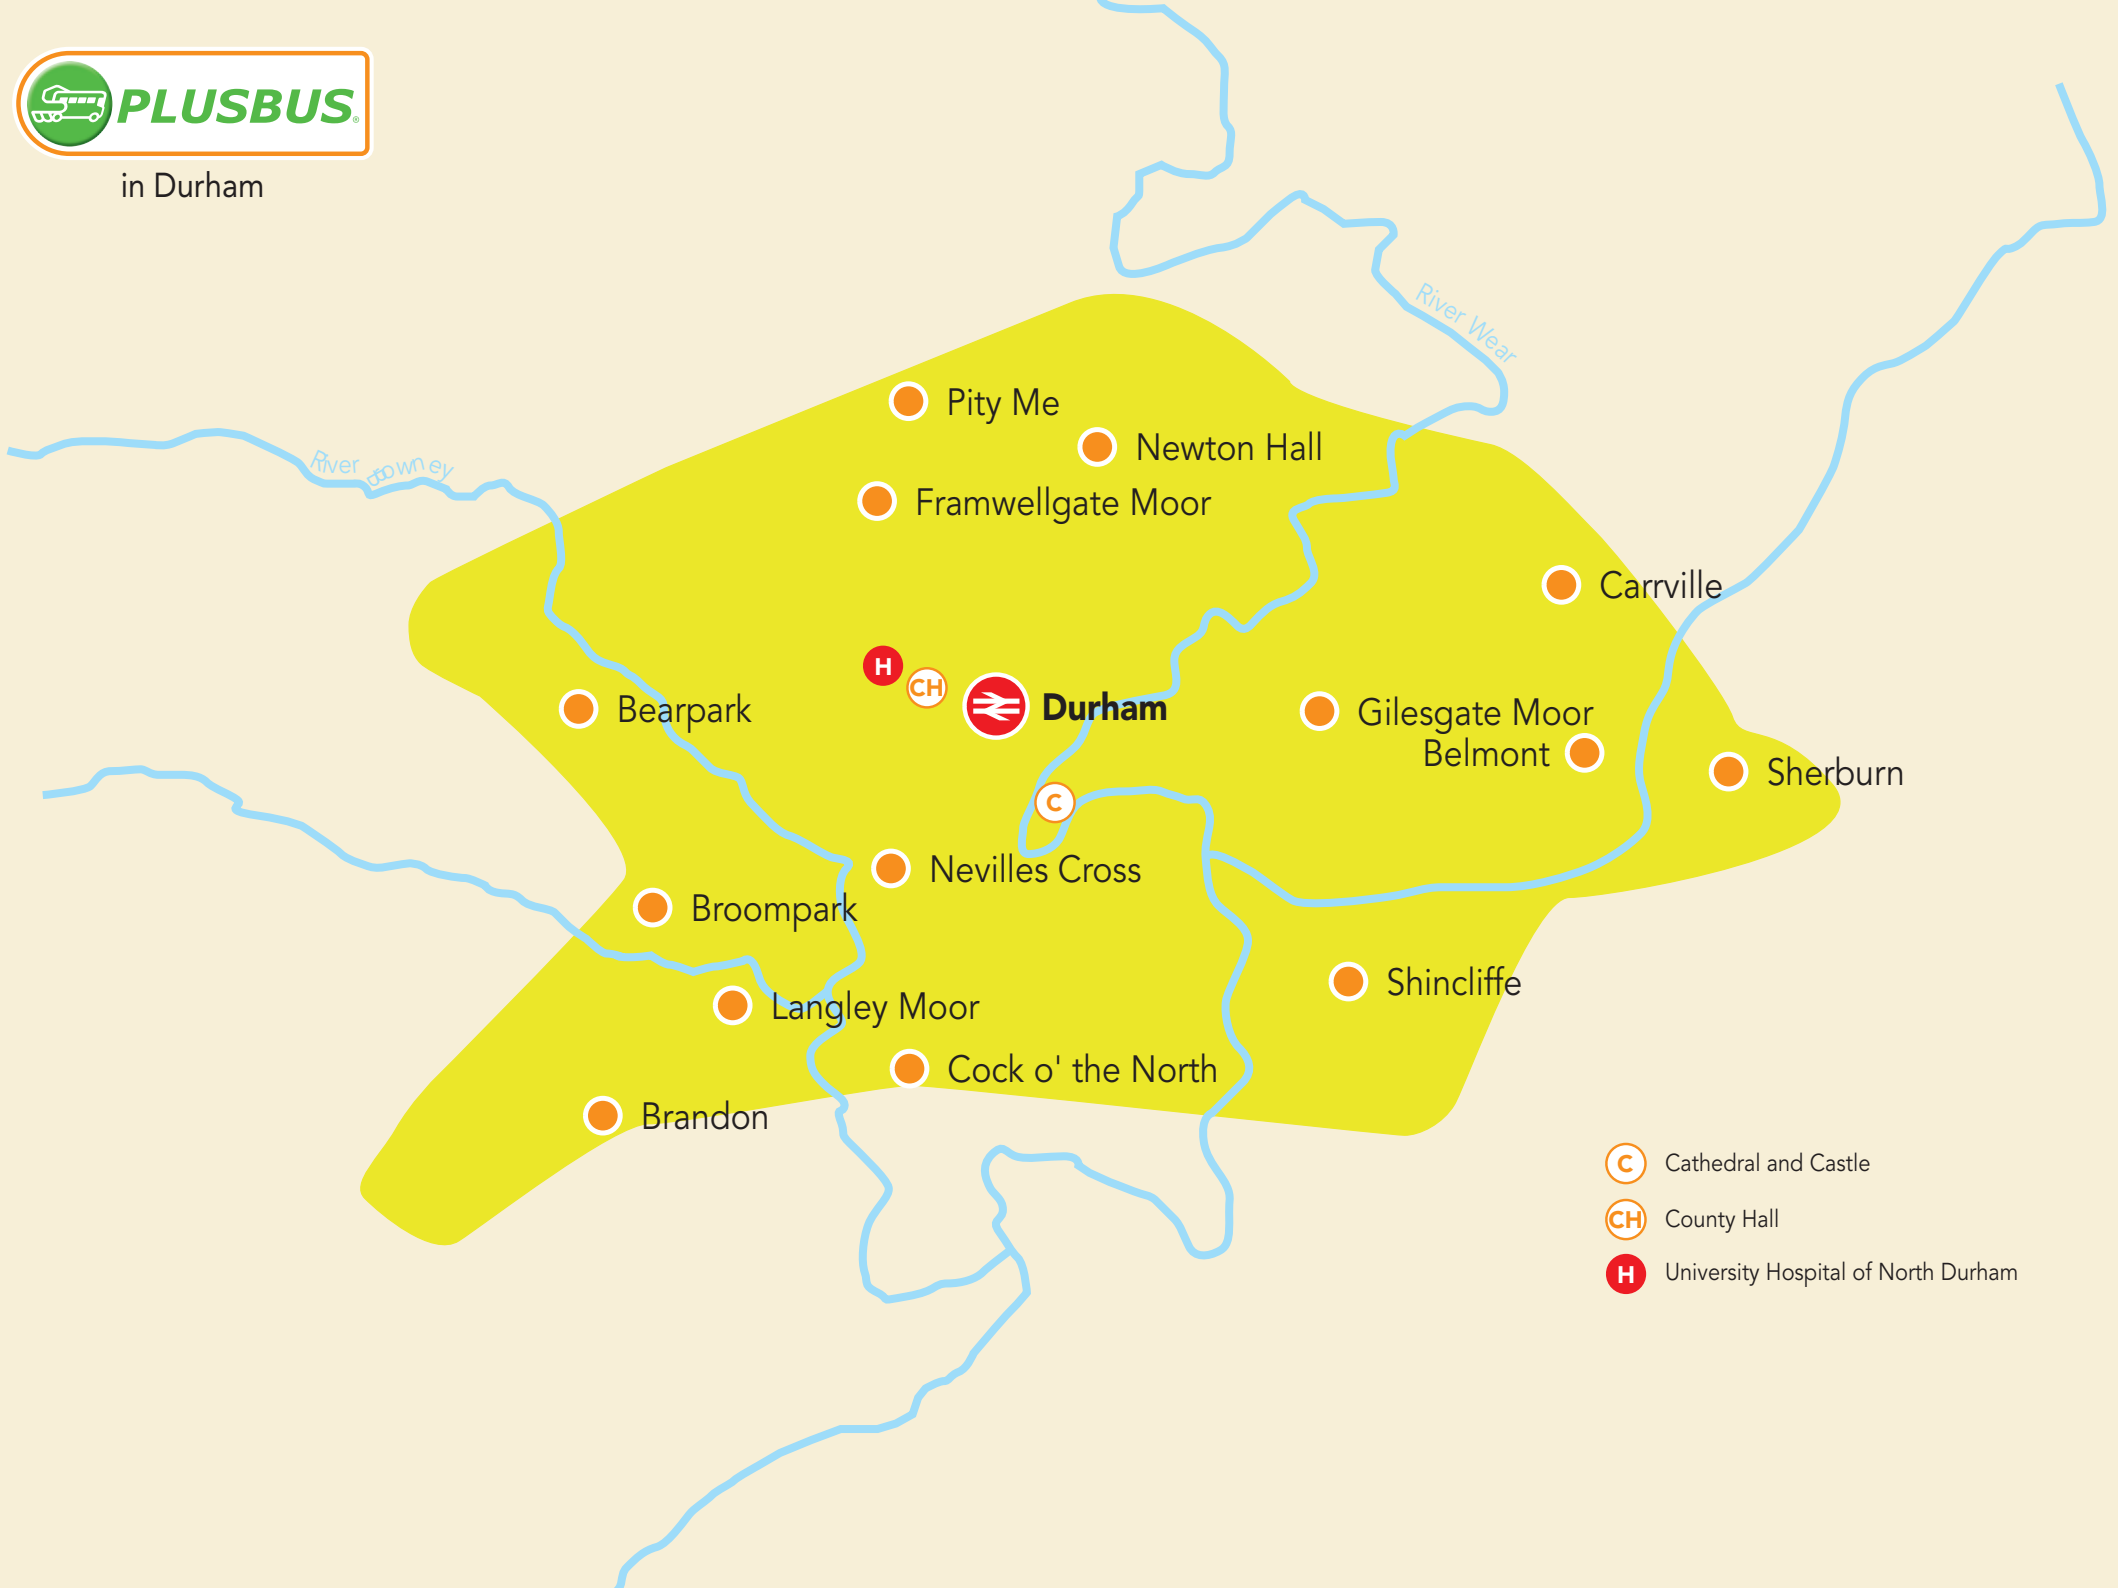 PLUSBUS®
in Durham
River Wear
Pity Me
Newton Hall
River Browney
Framwellgate Moor
Carrville
H
CH
Bearpark
Durham
Gilesgate Moor
Belmont
Sherburn
C
Nevilles Cross
Broompark
Shincliffe
Langley Moor
Cock o' the North
Brandon
C Cathedral and Castle
CH County Hall
H University Hospital of North Durham